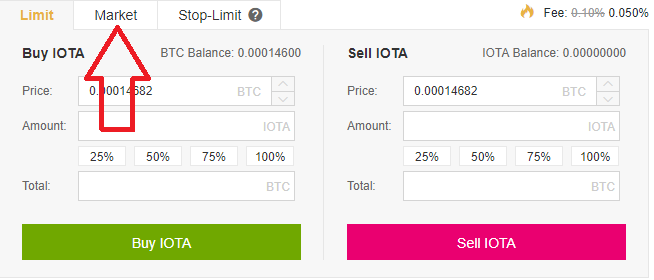 Limit Market Stop-Limit ? Fee: 0.10% 0.050%
Buy IOTA BTC Balance: 0.00014600 Sell IOTA IOTA Balance: 0.00000000
Price: 0.00014682 BTC Price: 0.00014682 BTC
Amount: IOTA Amount: IOTA
25% 50% 75% 100% 25% 50% 75% 100%
Total: BTC Total: BTC
Buy IOTA Sell IOTA